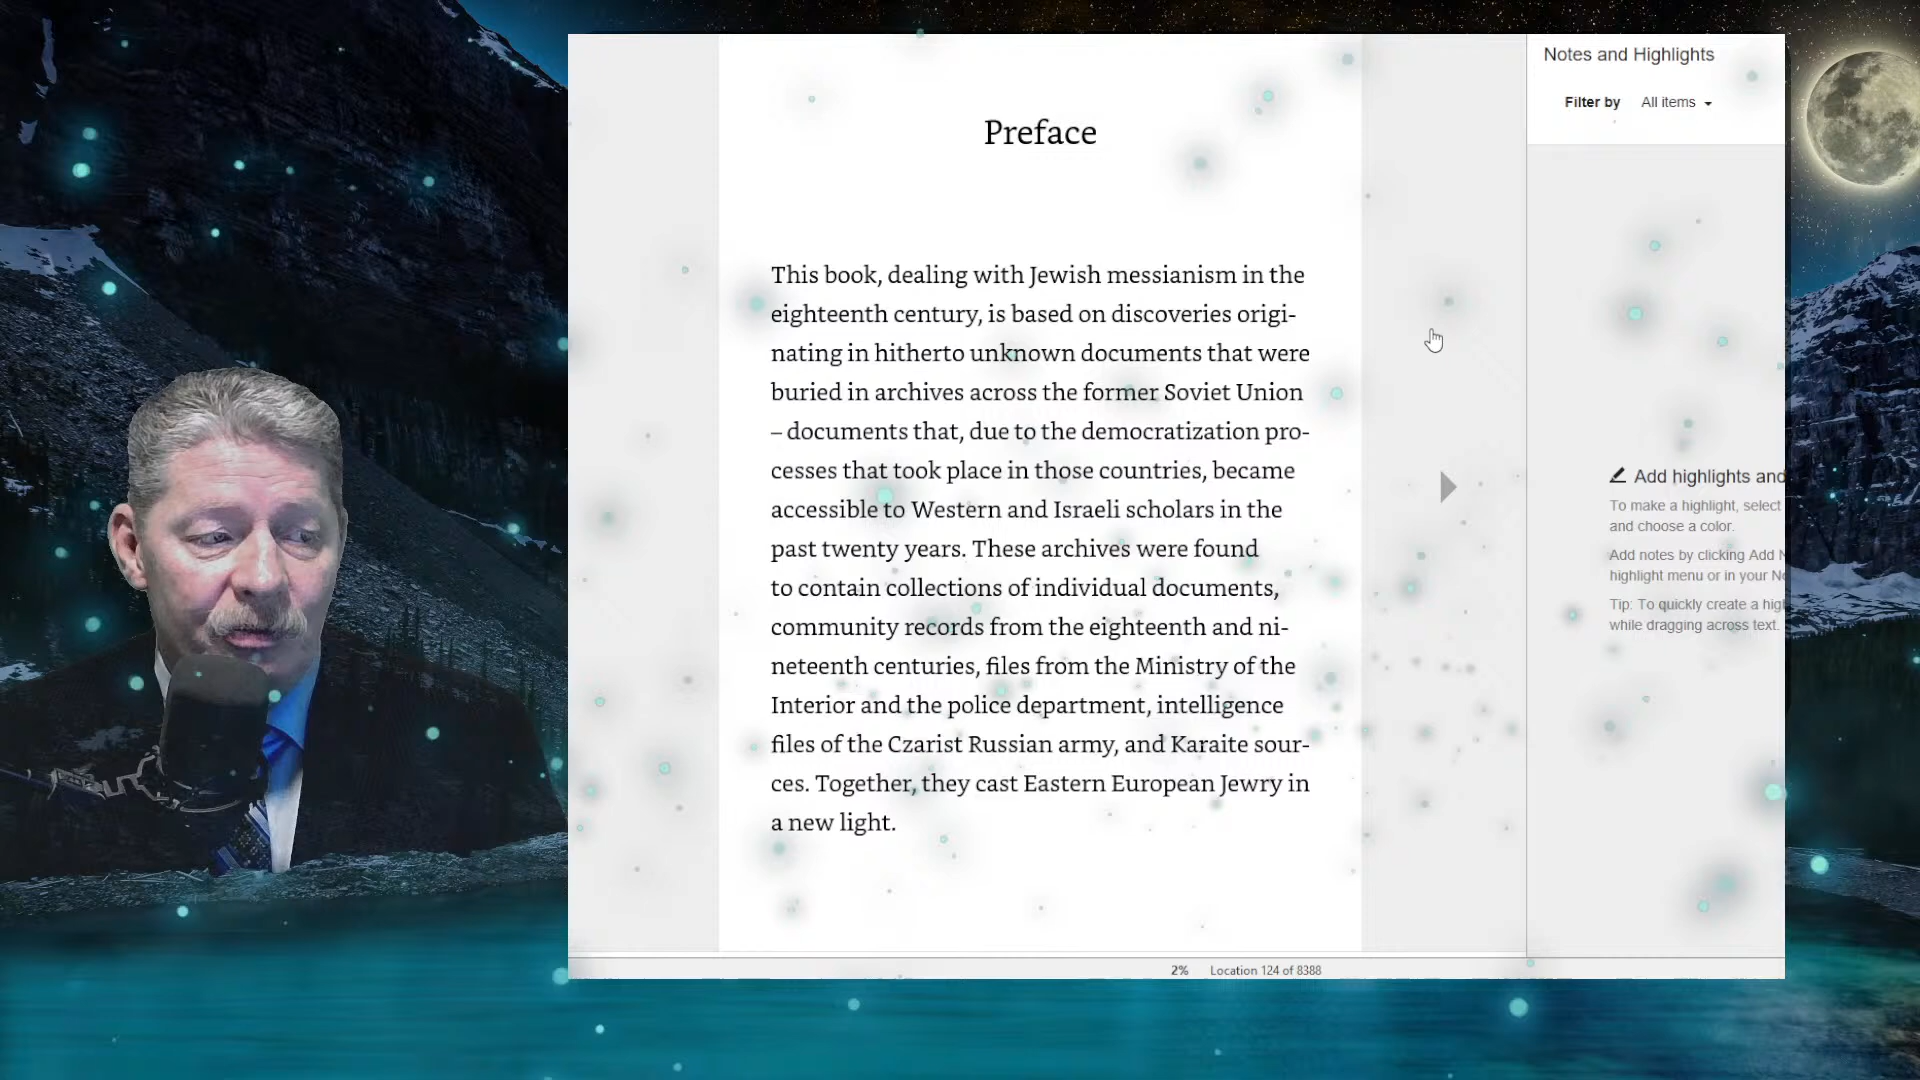 Preface
This book, dealing with Jewish messianism in the
eighteenth century, is based on discoveries origi-
nating in hitherto unknown documents that were
buried in archives across the former Soviet Union
– documents that, due to the democratization pro-
cesses that took place in those countries, became
accessible to Western and Israeli scholars in the
past twenty years. These archives were found
to contain collections of individual documents,
community records from the eighteenth and ni-
neteenth centuries, files from the Ministry of the
Interior and the police department, intelligence
files of the Czarist Russian army, and Karaite sour-
ces. Together, they cast Eastern European Jewry in
a new light.
2% Location 124 of 8388
Notes and Highlights
Filter by All items
Add highlights and
To make a highlight, select
and choose a color.
Add notes by clicking Add N
highlight menu or in your No
Tip: To quickly create a hig
while dragging across text.